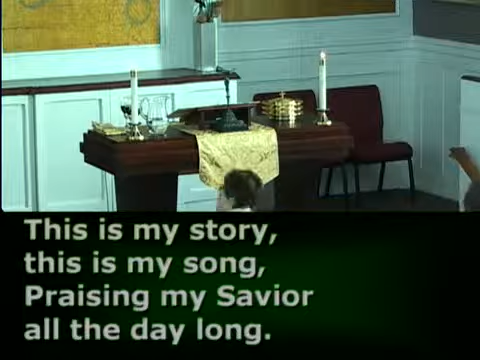 This is my story,
this is my song,
Praising my Savior
all the day long.